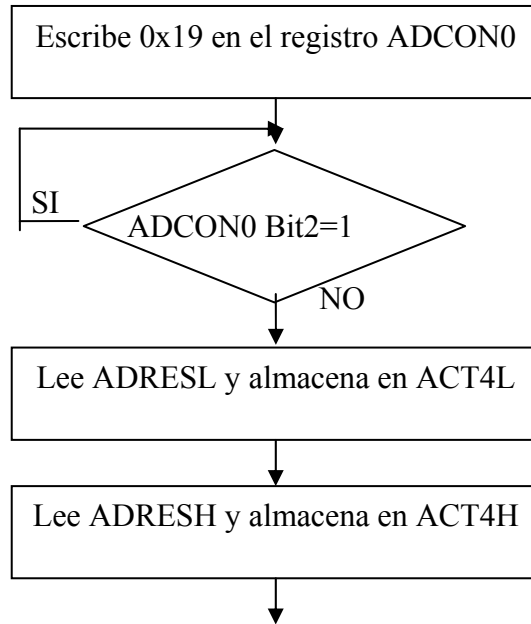 Escribe 0x19 en el registro ADCON0
SI
ADCON0 Bit2=1
NO
Lee ADRESL y almacena en ACT4L
Lee ADRESH y almacena en ACT4H